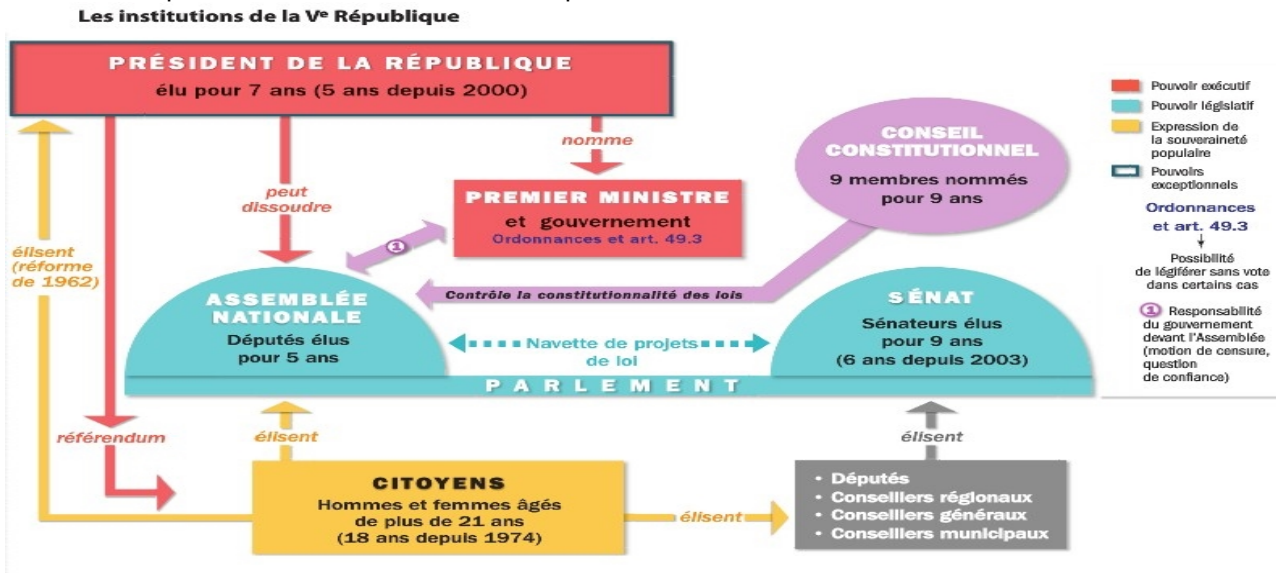 Les institutions de la Vᵉ République
PRÉSIDENT DE LA RÉPUBLIQUE
élu pour 7 ans (5 ans depuis 2000)
nomme
peut
dissoudre
PREMIER MINISTRE
et gouvernement
Ordonnances et art. 49.3
CONSEIL
CONSTITUTIONNEL
9 membres nommés
pour 9 ans
élisent
(réforme
de 1962)
1
Contrôle la constitutionnalité des lois
ASSEMBLÉE
NATIONALE
Députés élus
pour 5 ans
Navette de projets
de loi
SÉNAT
Sénateurs élus
pour 9 ans
(6 ans depuis 2003)
PARLEMENT
référendum
élisent
élisent
CITOYENS
Hommes et femmes âgés
de plus de 21 ans
(18 ans depuis 1974)
élisent
• Députés
• Conseillers régionaux
• Conseillers généraux
• Conseillers municipaux
Pouvoir exécutif
Pouvoir législatif
Expression de
la souveraineté
populaire
Pouvoirs
exceptionnels
Ordonnances
et art. 49.3
Possibilité
de légiférer sans vote
dans certains cas
1 Responsabilité
du gouvernement
devant l'Assemblée
(motion de censure,
question
de confiance)